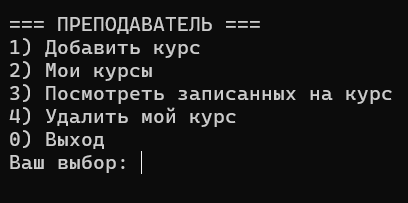 === ПРЕПОДАВАТЕЛЬ ===
1) Добавить курс
2) Мои курсы
3) Посмотреть записанных на курс
4) Удалить мой курс
0) Выход
Ваш выбор: